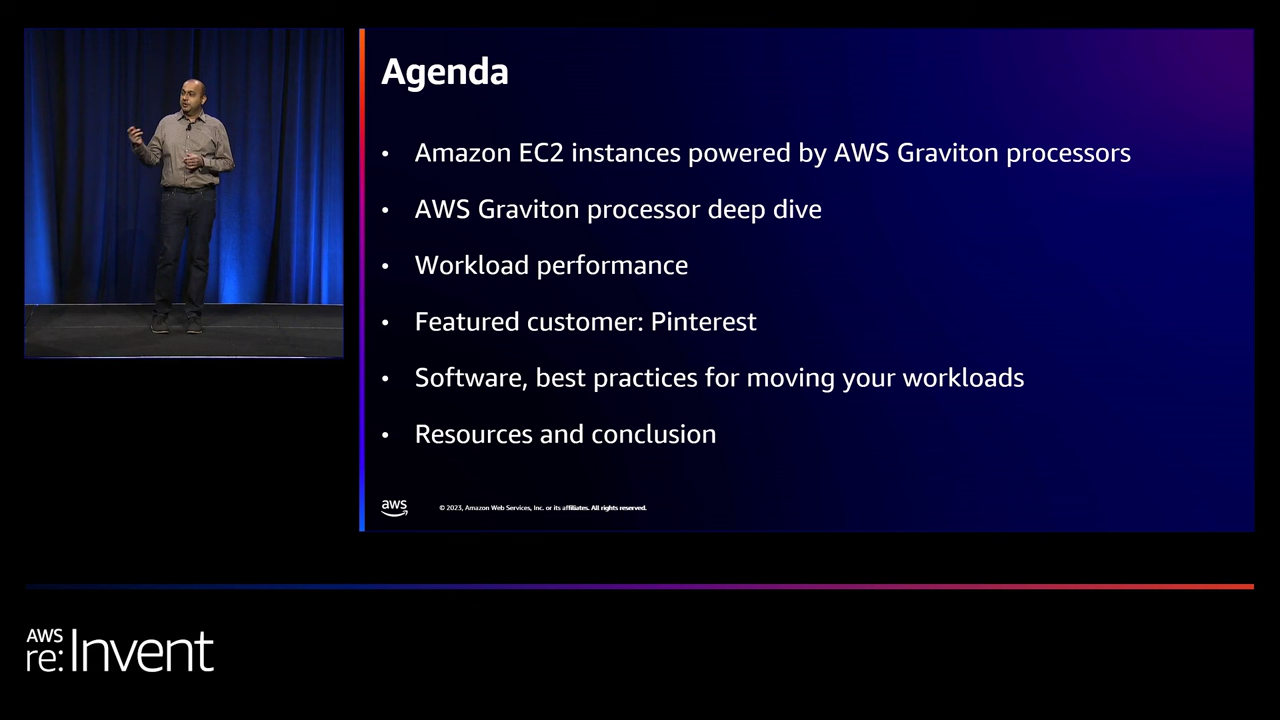 Agenda
• Amazon EC2 instances powered by AWS Graviton processors
• AWS Graviton processor deep dive
• Workload performance
• Featured customer: Pinterest
• Software, best practices for moving your workloads
• Resources and conclusion
aws
© 2023, Amazon Web Services, Inc. or its affiliates. All rights reserved.
AWS
re:Invent